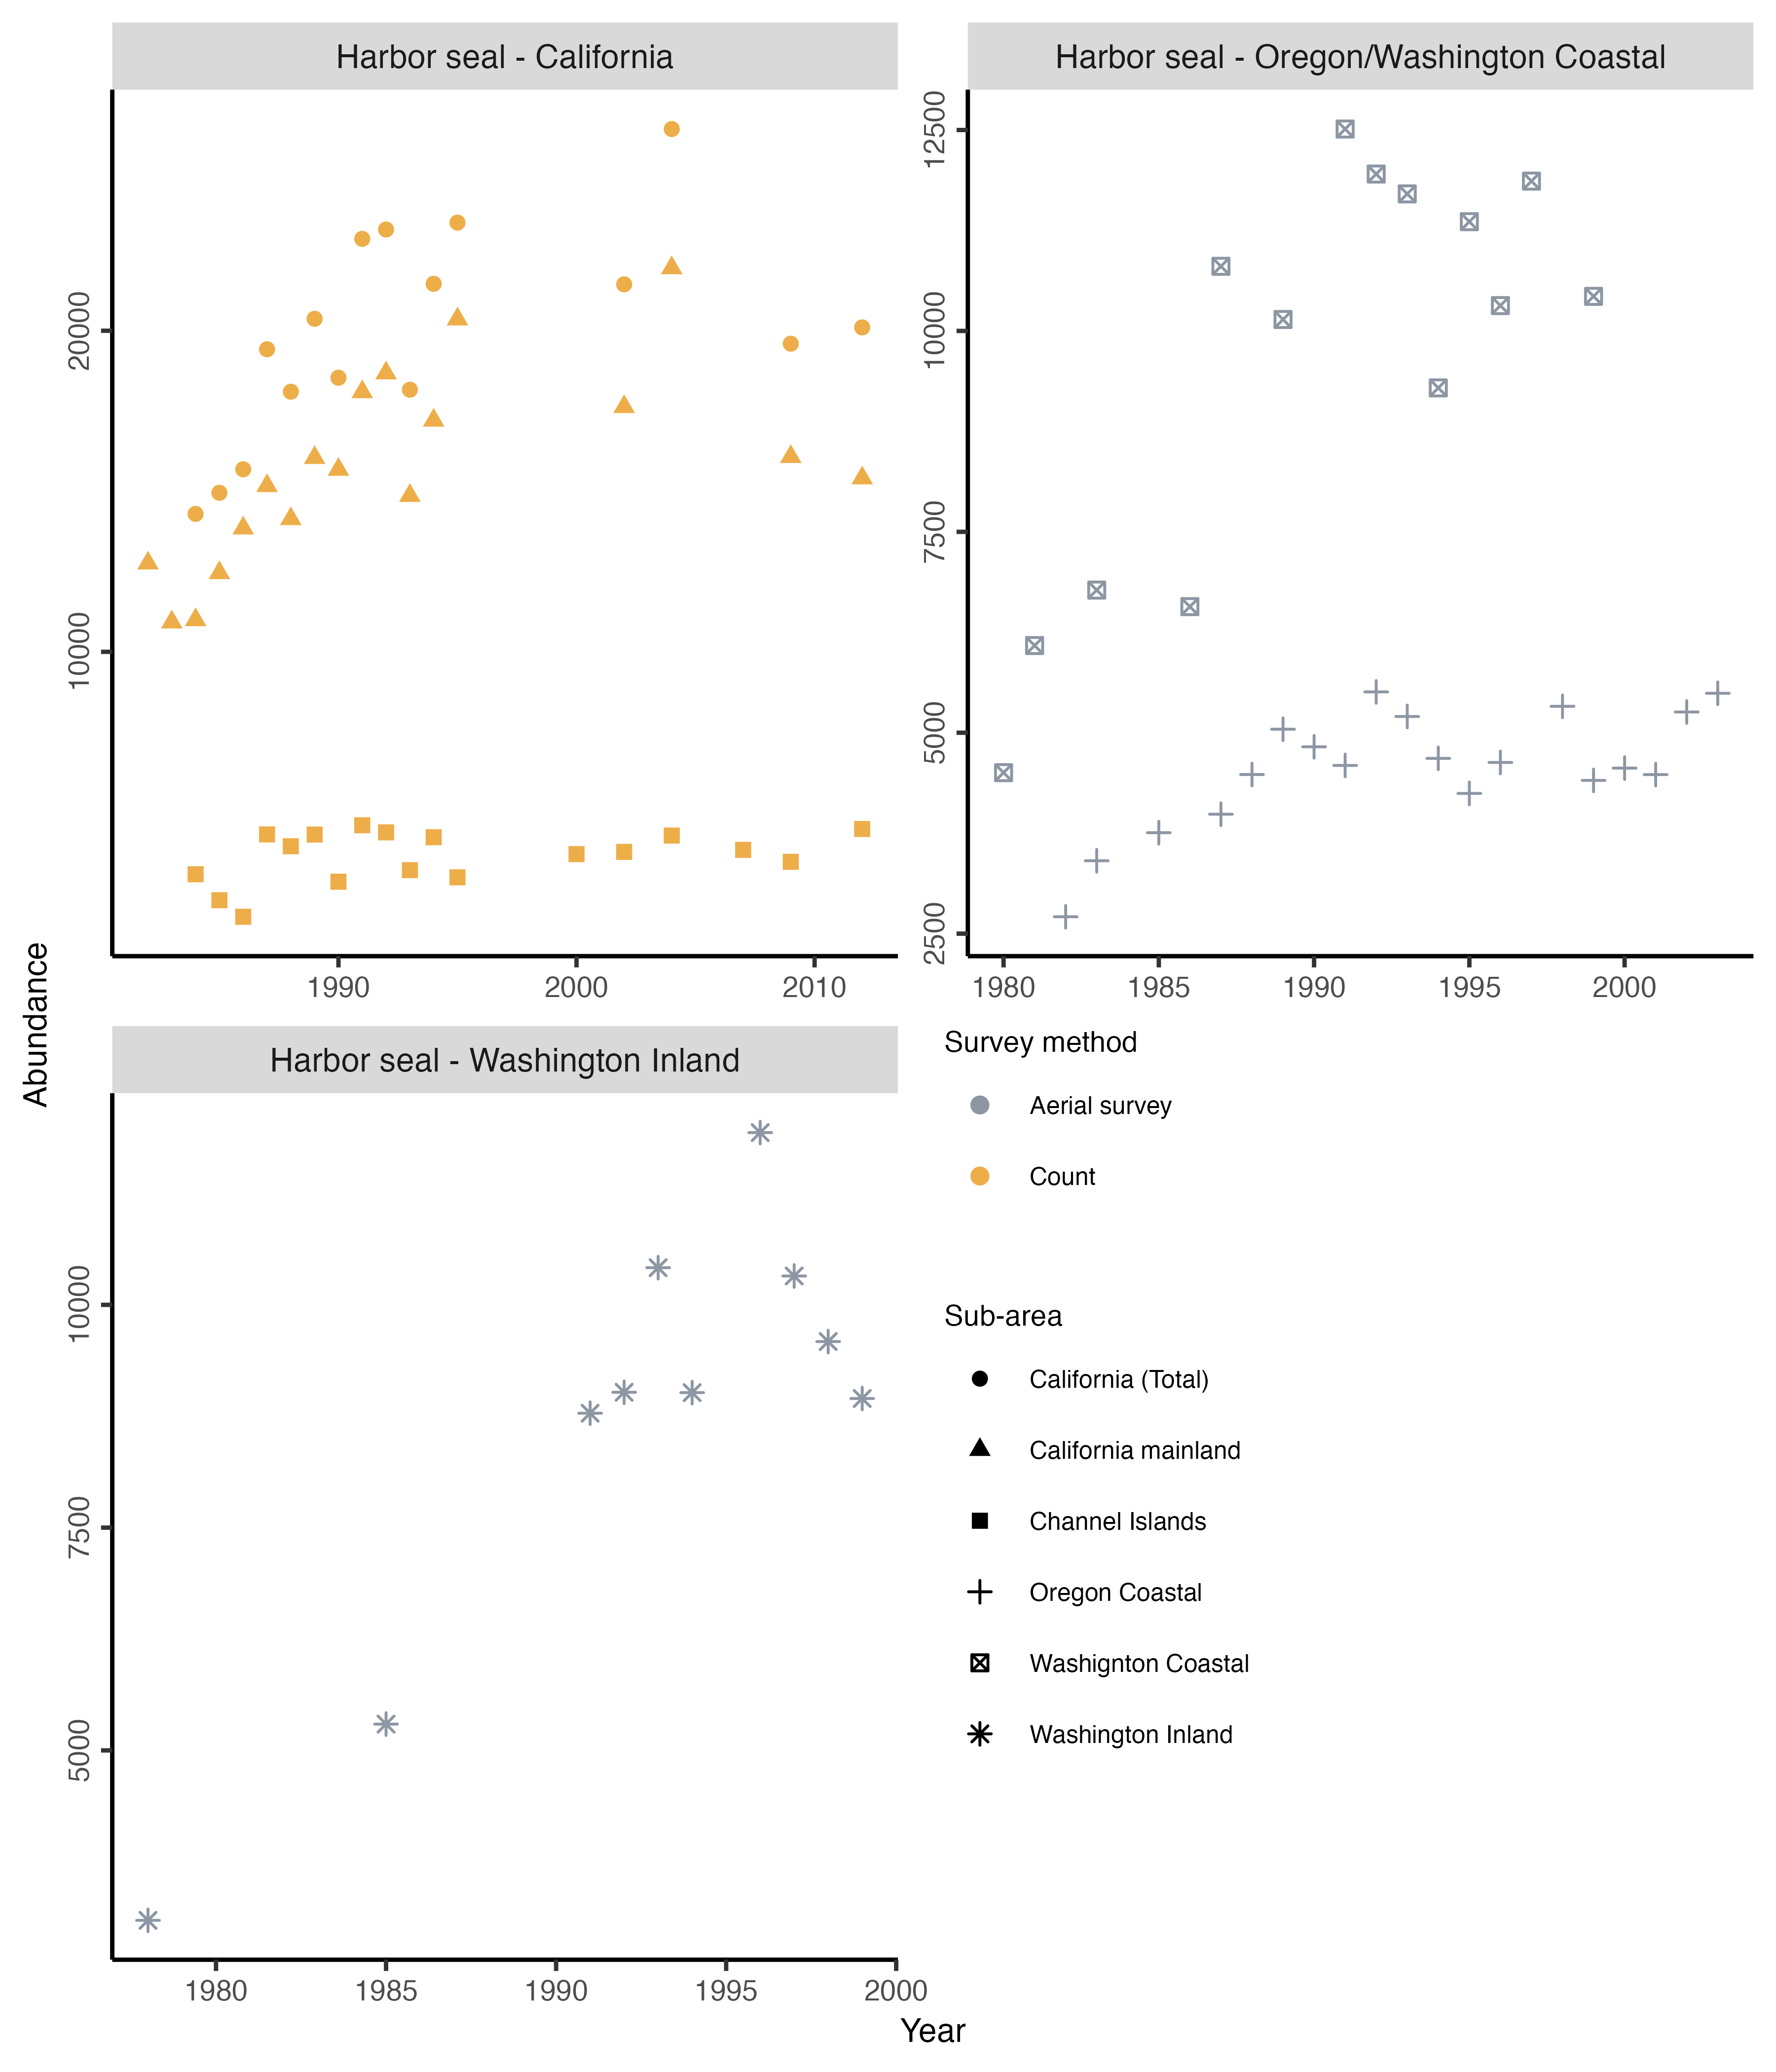 Harbor seal - California
Harbor seal - Oregon/Washington Coastal
20000
10000
1990
2000
2010
12500
10000
7500
5000
2500
1980
1985
1990
1995
2000
Abundance
Harbor seal - Washington Inland
10000
7500
5000
1980
1985
1990
1995
2000
Year
Survey method
Aerial survey
Count
Sub-area
California (Total)
California mainland
Channel Islands
Oregon Coastal
Washignton Coastal
Washington Inland